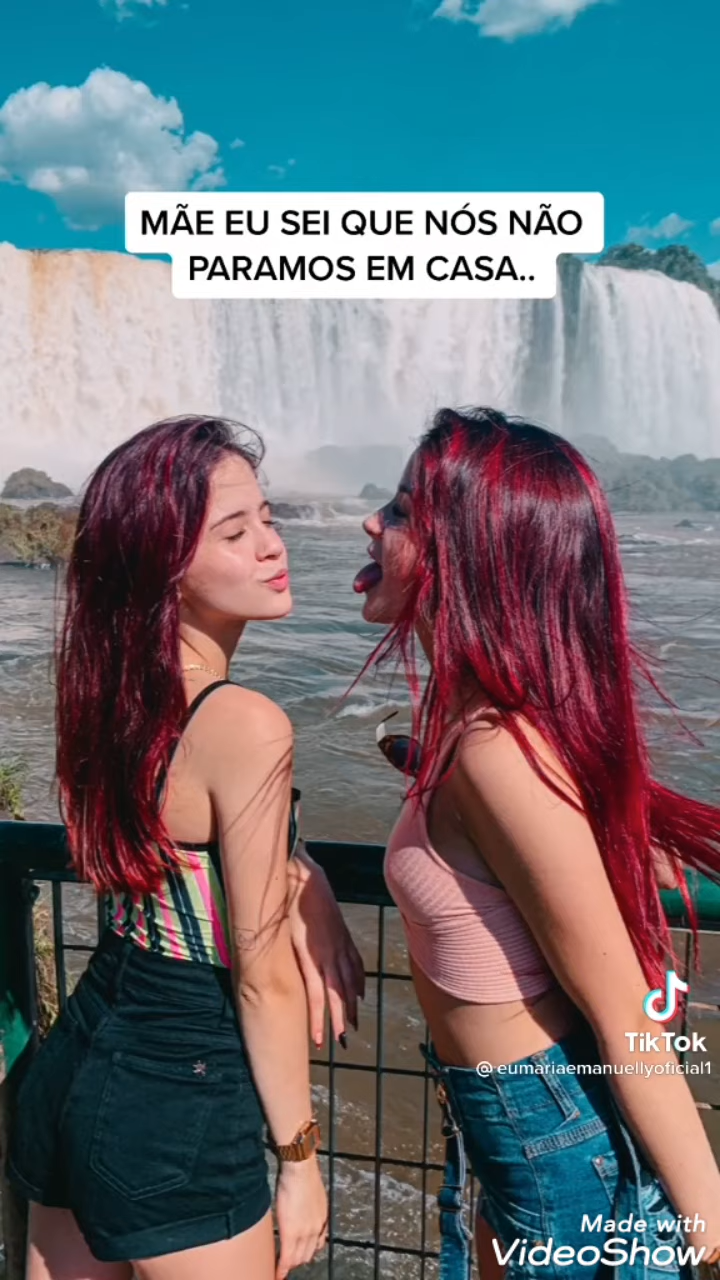 MÃE EU SEI QUE NÓS NÃO
PARAMOS EM CASA..
TikTok
@eumariaemanuellyoficial1
Made with
VideoShow